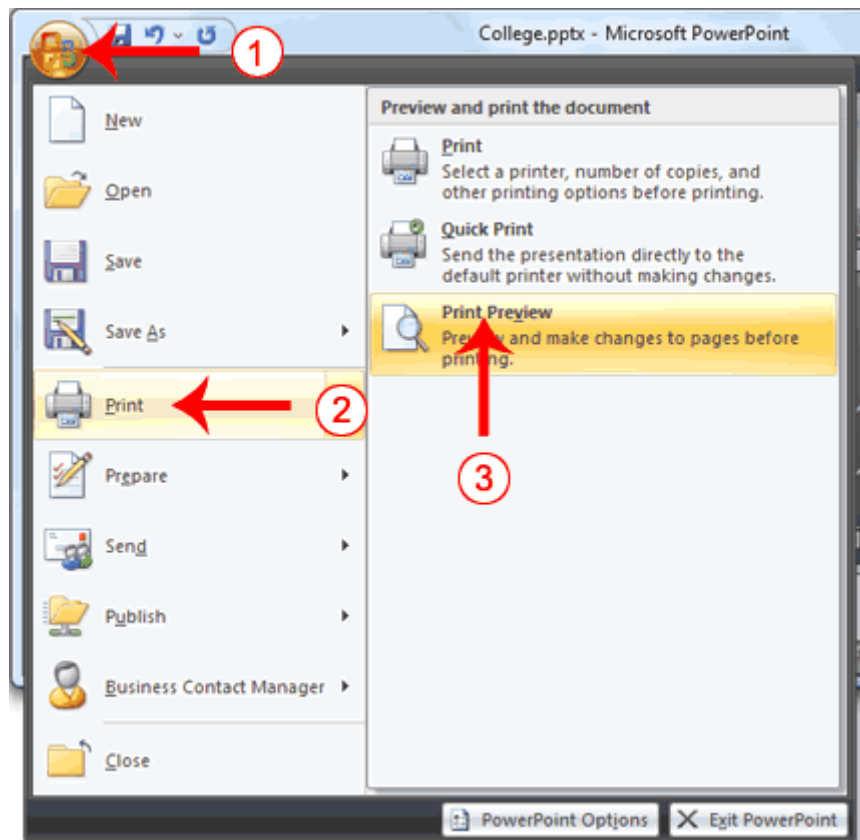 College.pptx - Microsoft PowerPoint
1
New
Open
Save
Save As
Print
2
Prepare
Send
Publish
Business Contact Manager
Close
Preview and print the document
Print
Select a printer, number of copies, and
other printing options before printing.
Quick Print
Send the presentation directly to the
default printer without making changes.
Print Preview
Preview and make changes to pages before
printing.
3
PowerPoint Options
Exit PowerPoint